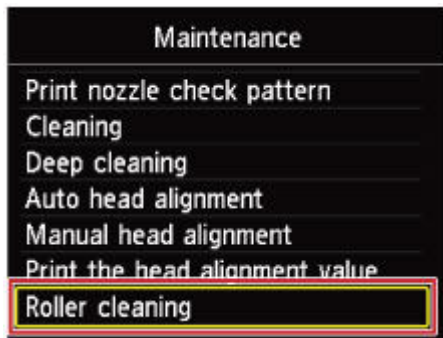 Maintenance
Print nozzle check pattern
Cleaning
Deep cleaning
Auto head alignment
Manual head alignment
Print the head alignment value
Roller cleaning